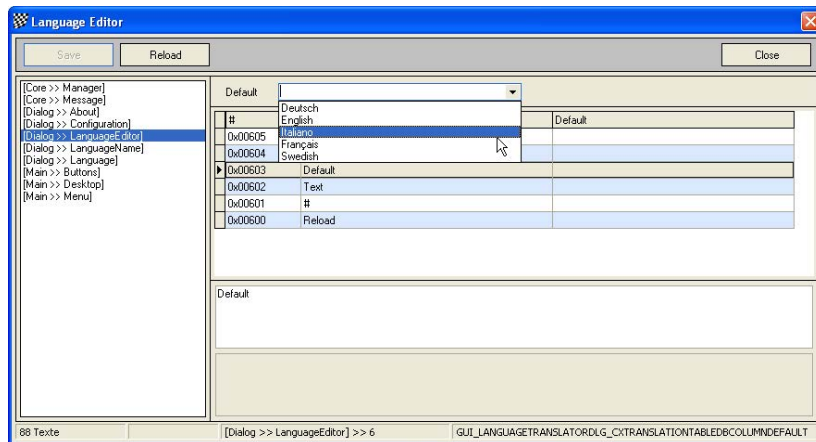 Language Editor
Save Reload Close
[Core >> Manager]
[Core >> Message]
[Dialog >> About]
[Dialog >> Configuration]
[Dialog >> LanguageEditor]
[Dialog >> LanguageName]
[Dialog >> Language]
[Main >> Buttons]
[Main >> Desktop]
[Main >> Menu]
Default
Deutsch
English
Italiano
Français
Swedish
# Default
0x00605
0x00604
0x00603 Default
0x00602 Text
0x00601 #
0x00600 Reload
Default
88 Texte [Dialog >> LanguageEditor] >> 6 GUI_LANGUAGETRANSLATORDLG_CXTRANSLATIONTABLEDBCOLUMNDEFAULT